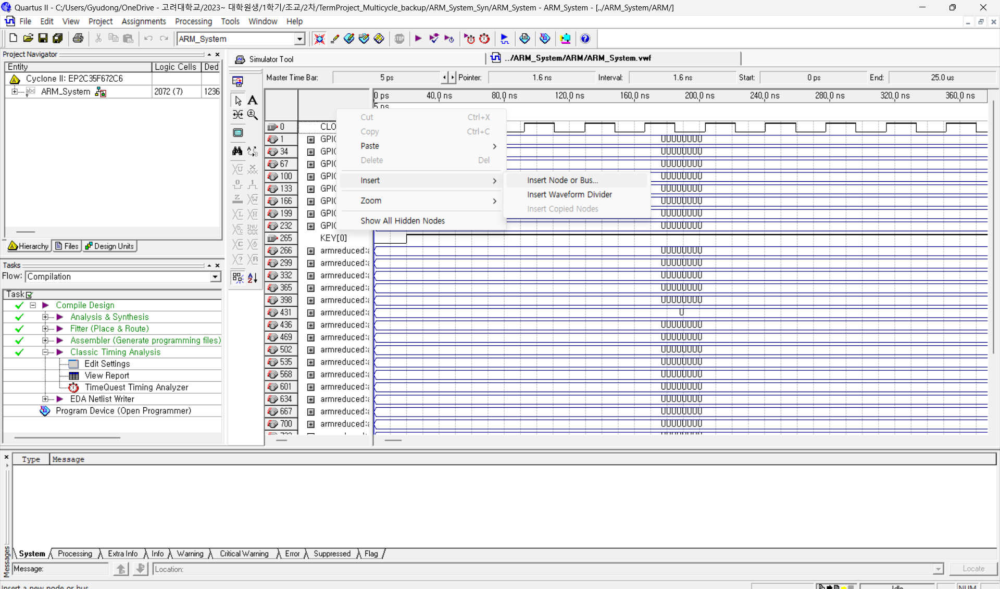 Quartus II - C:/Users/Gyudong/OneDrive - 고려대학교/2023~ 대학원생/1학기/조교/2차/TermProject_Multicycle_backup/ARM_System_Syn/ARM_System - ARM_System - [../ARM_System/ARM/]
File Edit View Project Assignments Processing Tools Window Help
ARM_System
Project Navigator
Entity Logic Cells Ded
Cyclone II: EP2C35F672C6
ARM_System 2072 (7) 1236
Hierarchy Files Design Units
Tasks
Flow: Compilation
Task
Compile Design
Analysis & Synthesis
Fitter (Place & Route)
Assembler (Generate programming files)
Classic Timing Analysis
Edit Settings
View Report
TimeQuest Timing Analyzer
EDA Netlist Writer
Program Device (Open Programmer)
Simulator Tool ../ARM_System/ARM/ARM_System.vwf
Master Time Bar: 5 ps Pointer: 1.6 ns Interval: 1.6 ns Start: 0 ps End: 25.0 us
0 ps 40.0 ns 80.0 ns 120.0 ns 160.0 ns 200.0 ns 240.0 ns 280.0 ns 320.0 ns 360.0 ns
5 ps
0 CLO
1 GPIO UUUUUUUU
34 GPIO UUUUUUUU
67 GPIO UUUUUUUU
100 GPIO UUUUUUUU
133 GPIO UUUUUUUU
166 GPIO UUUUUUUU
199 GPIO UUUUUUUU
232 GPIO UUUUUUUU
265 KEY[0]
266 armreduced:a UUUUUUUU
299 armreduced:a UUUUUUUU
332 armreduced:a UUUUUUUU
365 armreduced:a UUUUUUUU
398 armreduced:a UUUUUUUU
431 armreduced:a U
436 armreduced:a UUUUUUUU
469 armreduced:a UUUUUUUU
502 armreduced:a UUUUUUUU
535 armreduced:a UUUUUUUU
568 armreduced:a UUUUUUUU
601 armreduced:a UUUUUUUU
634 armreduced:a UUUUUUUU
667 armreduced:a UUUUUUUU
700 armreduced:a UUUUUUUU
Cut Ctrl+X
Copy Ctrl+C
Paste
Delete Del
Insert
Zoom
Show All Hidden Nodes
Insert Node or Bus...
Insert Waveform Divider
Insert Copied Nodes
Type Message
System Processing Extra Info Info Warning Critical Warning Error Suppressed Flag
Messages
Message: Location: Locate
Insert a new node or bus
Idle NUM